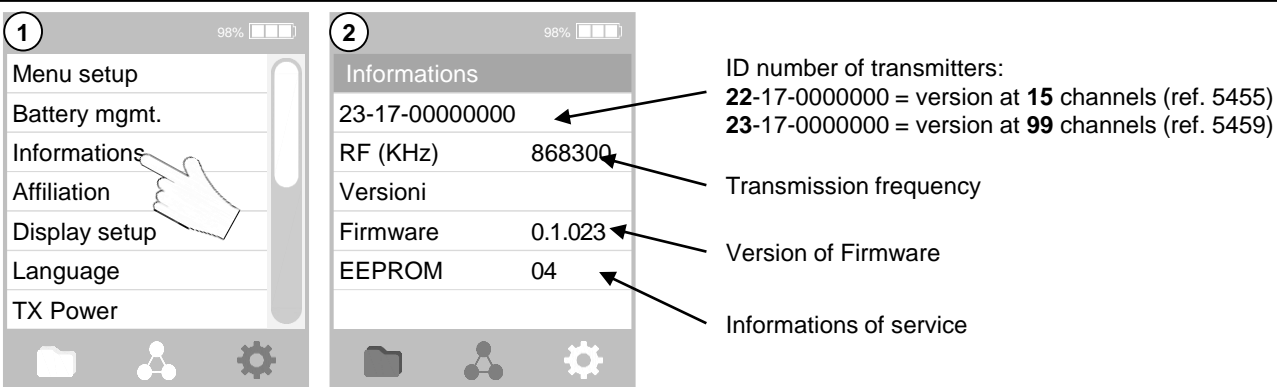 1
98%
Menu setup
Battery mgmt.
Informations
Affiliation
Display setup
Language
TX Power
2
98%
Informations
23-17-00000000
RF (KHz) 868300
Versioni
Firmware 0.1.023
EEPROM 04
ID number of transmitters:
22-17-0000000 = version at 15 channels (ref. 5455)
23-17-0000000 = version at 99 channels (ref. 5459)
Transmission frequency
Version of Firmware
Informations of service